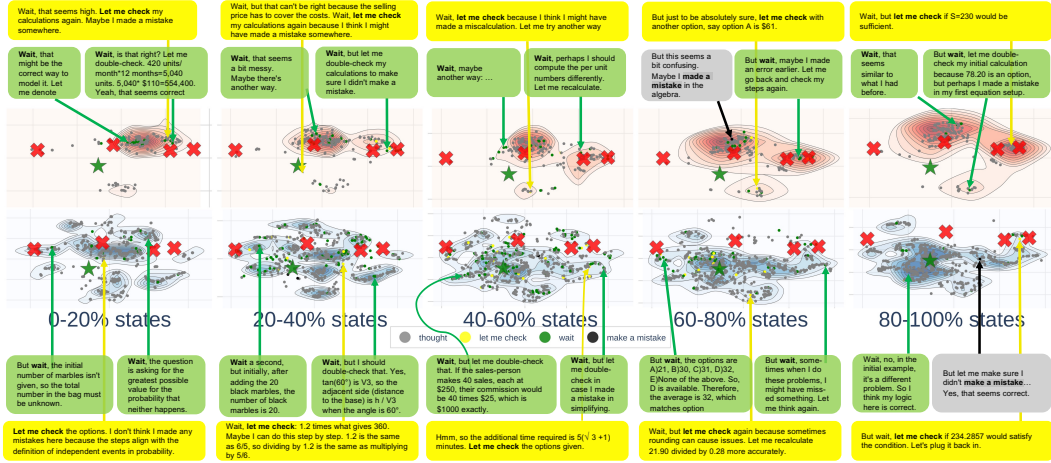 Wait, that seems high. Let me check my
calculations again. Maybe I made a mistake
somewhere.
Wait, but that can't be right because the selling
price has to cover the costs. Wait, let me check
my calculations again because I think I might
have made a mistake somewhere.
Wait, let me check because I think I might have
made a miscalculation. Let me try another way
But just to be absolutely sure, let me check with
another option, say option A is $61.
Wait, but let me check if S=230 would be
sufficient.
Wait, that
might be the
correct way to
model it. Let
me denote
Wait, is that right? Let me
double-check. 420 units/
month*12 months=5,040
units. 5,040* $110=554,400.
Yeah, that seems correct
Wait, that seems
a bit messy.
Maybe there's
another way.
Wait, but let me
double-check my
calculations to make
sure I didn't make a
mistake.
Wait, maybe
another way: …
Wait, perhaps I should
compute the per unit
numbers differently.
Let me recalculate.
But this seems a
bit confusing.
Maybe I made a
mistake in the
algebra.
But wait, maybe I
made an error earlier. Let me
go back and check my
steps again.
Wait, that
seems
similar to
what I had
before.
But wait, let me double-
check my initial calculation
because 78.20 is an option,
but perhaps I made a mistake
in my first equation setup.
0-20% states
20-40% states
40-60% states
60-80% states
80-100% states
thought
let me check
wait
make a mistake
But wait, the initial
number of marbles isn't
given, so the total
number in the bag must
be unknown.
Wait, the question
is asking for the
greatest possible
value for the
probability that
neither happens.
Wait a second,
but initially, after
adding the 20
black marbles, the
number of black
marbles is 20.
Wait, but I should
double-check that. Yes,
tan(60°) is V3, so the
adjacent side (distance
to the base) is h / V3
when the angle is 60°.
Wait, but let me double-check
that. If the sales-person
makes 40 sales, each at
$250, their commission would
be 40 times $25, which is
$1000 exactly.
Wait, but let
me double-
check in
case I made
a mistake in
simplifying.
But wait, the options are
A)21, B)30, C)31, D)32,
E)None of the above. So,
D is available. Therefore,
the average is 32, which
matches option
But wait, some-
times when I do
these problems, I
might have miss-
ed something. Let
me think again.
Wait, no, in the
initial example,
it's a different
problem. So I
think my logic
here is correct.
But let me make sure I
didn't make a mistake…
Yes, that seems correct.
Let me check the options. I don't think I made any
mistakes here because the steps align with the
definition of independent events in probability.
Wait, let me check: 1.2 times what gives 360.
Maybe I can do this step by step. 1.2 is the same
as 6/5, so dividing by 1.2 is the same as multiplying
by 5/6.
Hmm, so the additional time required is 5(√ 3 +1)
minutes. Let me check the options given.
Wait, but let me check again because sometimes
rounding can cause issues. Let me recalculate
21.90 divided by 0.28 more accurately.
But wait, let me check if 234.2857 would satisfy
the condition. Let's plug it back in.